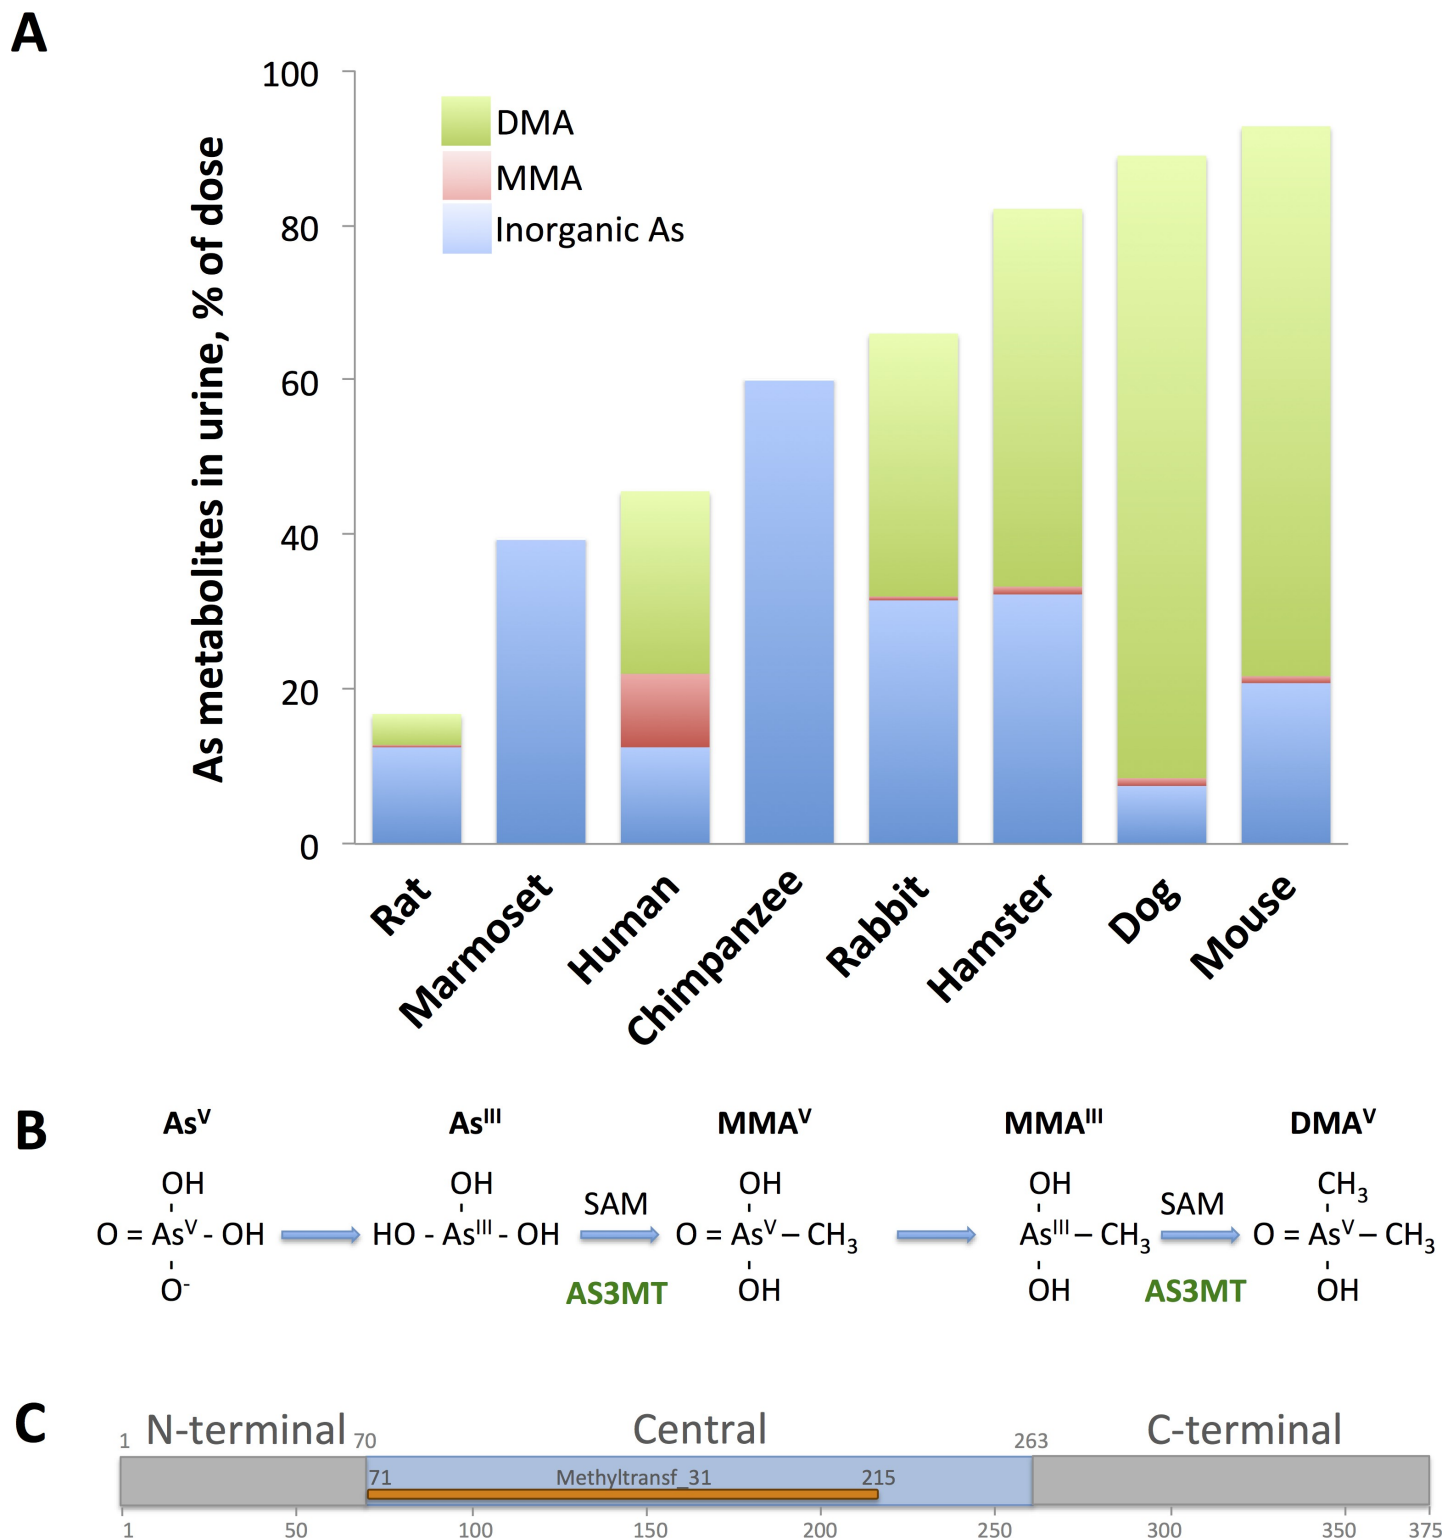 A
As metabolites in urine, % of dose
100
80
60
40
20
0
DMA
MMA
Inorganic As
Rat
Marmoset
Human
Chimpanzee
Rabbit
Hamster
Dog
Mouse
B
Asⱽ Asᴵᴵᴵ MMAⱽ MMAᴵᴵᴵ DMAⱽ
OH OH OH OH CH₃
SAM SAM
O = Asⱽ - OH HO - Asᴵᴵᴵ - OH O = Asⱽ – CH₃ Asᴵᴵᴵ – CH₃ O = Asⱽ – CH₃
O⁻ OH OH OH
AS3MT AS3MT
C
1 N-terminal 70 Central 263 C-terminal
71 Methyltransf_31 215
1 50 100 150 200 250 300 350 375